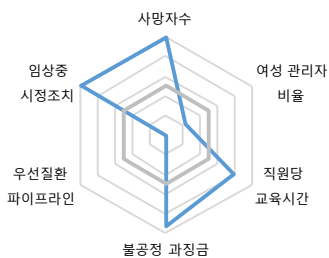 사망자수
여성 관리자
비율
직원당
교육시간
불공정 과징금
우선질환
파이프라인
임상중
시정조치